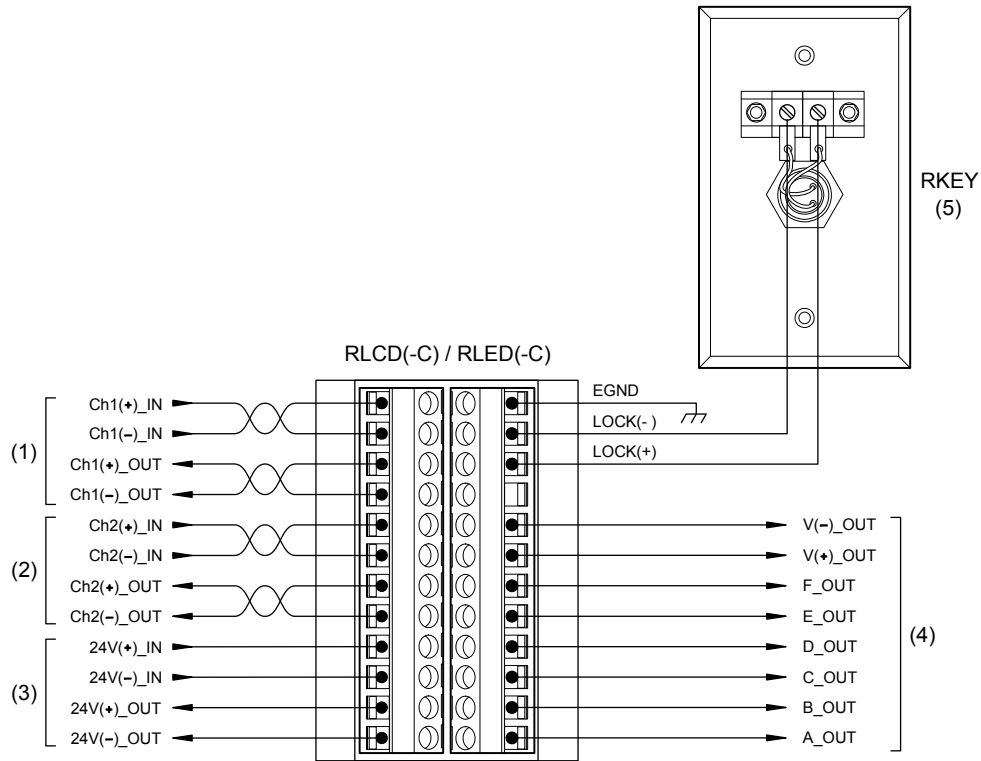 RKEY
(5)
RLCD(-C) / RLED(-C)
EGND
LOCK(- )
LOCK(+)
(1)
Ch1(+)_IN
Ch1(−)_IN
Ch1(+)_OUT
Ch1(−)_OUT
(2)
Ch2(+)_IN
Ch2(−)_IN
Ch2(+)_OUT
Ch2(−)_OUT
(3)
24V(+)_IN
24V(−)_IN
24V(+)_OUT
24V(−)_OUT
V(−)_OUT
V(+)_OUT
F_OUT
E_OUT
D_OUT
C_OUT
B_OUT
A_OUT
(4)